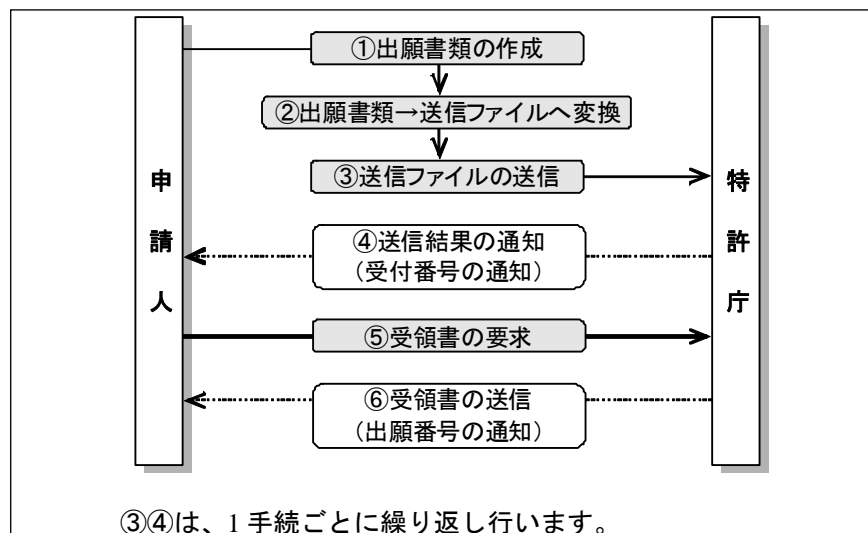 ①出願書類の作成
②出願書類→送信ファイルへ変換
③送信ファイルの送信
申請人
特許庁
④送信結果の通知
（受付番号の通知）
⑤受領書の要求
⑥受領書の送信
（出願番号の通知）
③④は、1 手続ごとに繰り返し行います。